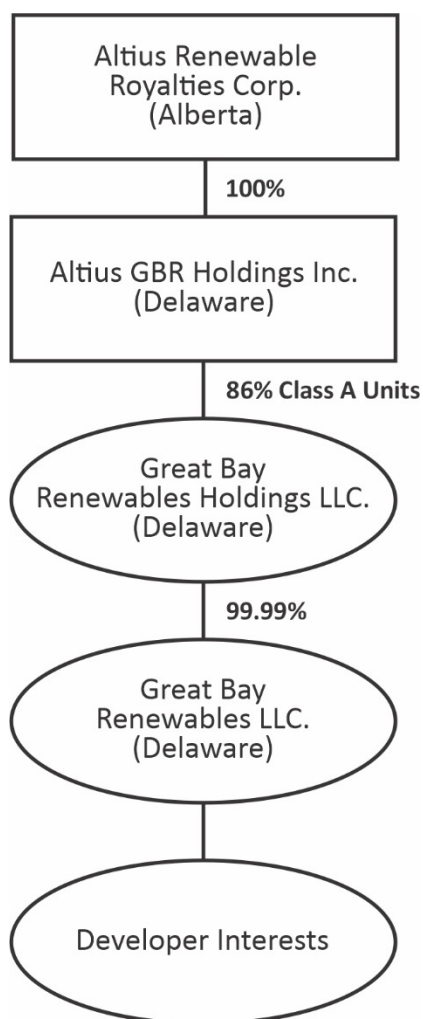 Altius Renewable
Royalties Corp.
(Alberta)
100%
Altius GBR Holdings Inc.
(Delaware)
86% Class A Units
Great Bay
Renewables Holdings LLC.
(Delaware)
99.99%
Great Bay
Renewables LLC.
(Delaware)
Developer Interests